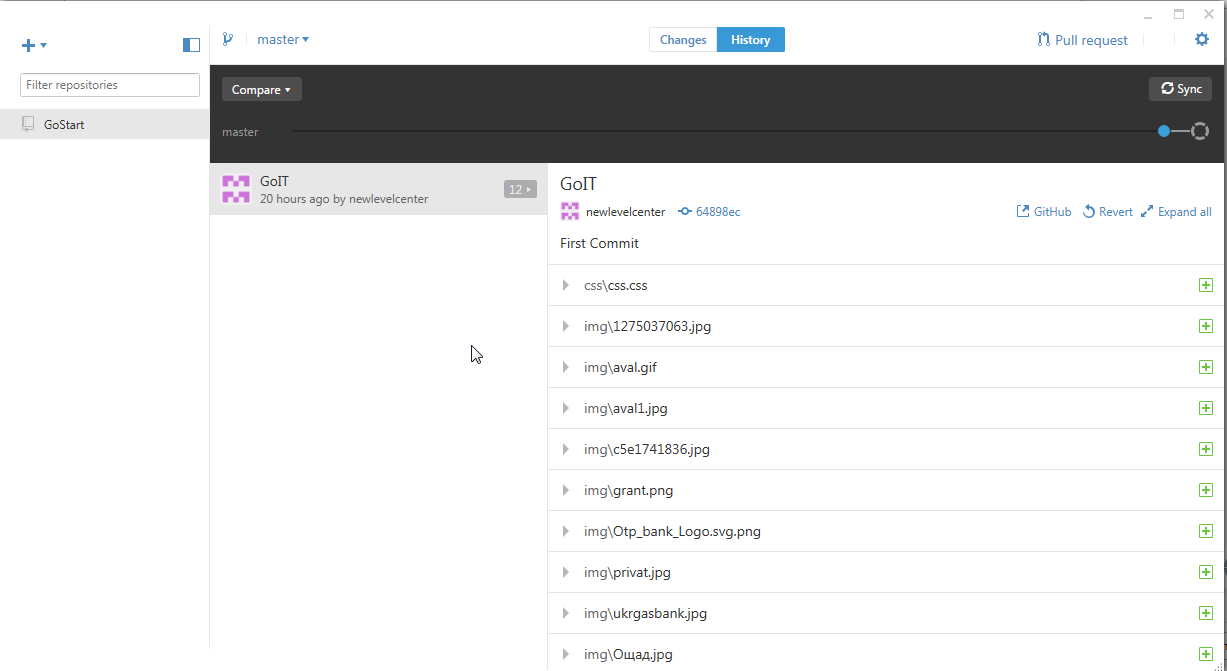 master
Changes
History
Pull request
Filter repositories
GoStart
Compare
Sync
master
GoIT
20 hours ago by newlevelcenter
12
GoIT
newlevelcenter
64898ec
GitHub
Revert
Expand all
First Commit
css\css.css
img\1275037063.jpg
img\aval.gif
img\aval1.jpg
img\c5e1741836.jpg
img\grant.png
img\Otp_bank_Logo.svg.png
img\privat.jpg
img\ukrgasbank.jpg
img\Ощад.jpg